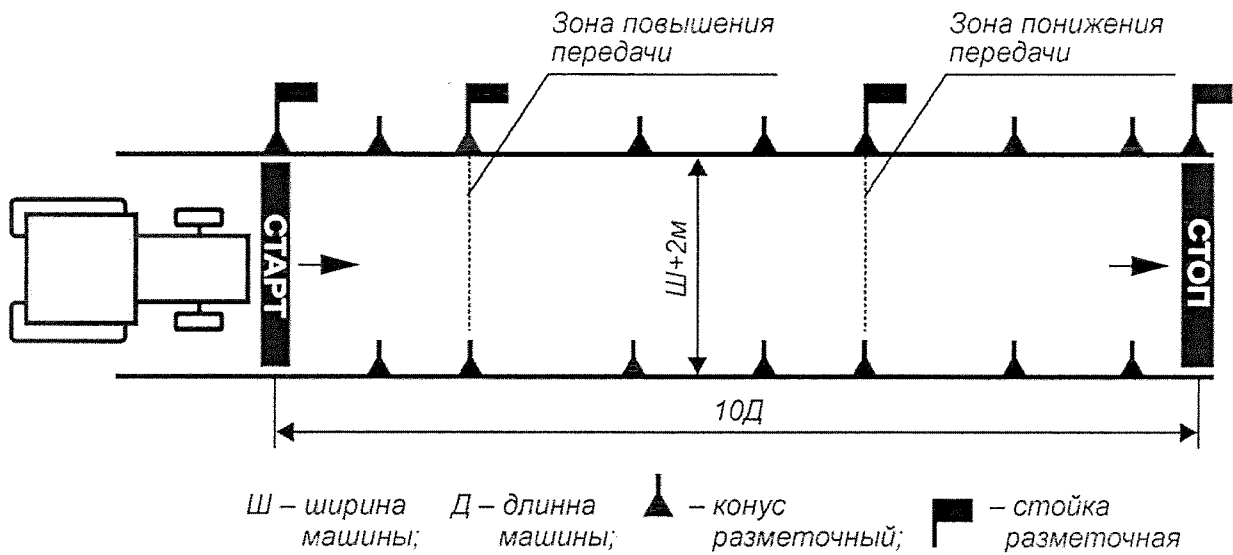 Зона повышения
передачи
Зона понижения
передачи
СТАРТ
Ш+2м
СТОП
10Д
Ш – ширина
машины;
Д – длинна
машины;
– конус
разметочный;
– стойка
разметочная